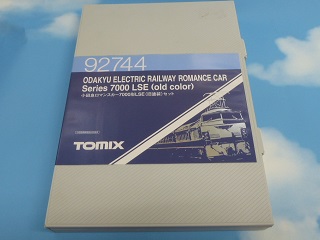 92744
ODAKYU ELECTRIC RAILWAY ROMANCE CAR
Series 7000 LSE (old color)
小田急ロマンスカー7000形LSE(旧塗装)セット
TOMIX